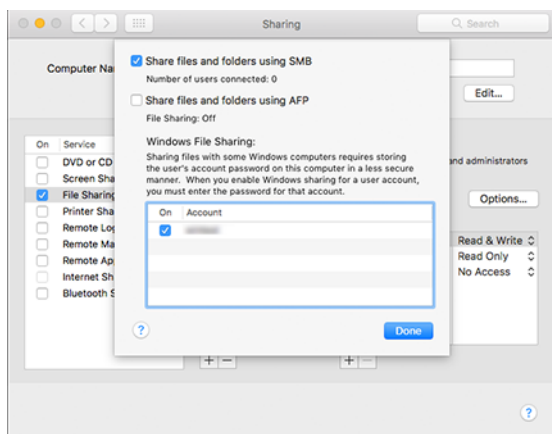 Sharing
Search
Computer Na
Edit...
Share files and folders using SMB
Number of users connected: 0
Share files and folders using AFP
File Sharing: Off
Windows File Sharing:
Sharing files with some Windows computers requires storing
the user's account password on this computer in a less secure
manner. When you enable Windows sharing for a user account,
you must enter the password for that account.
On Account
On Service
DVD or CD
Screen Sha
File Sharing
Printer Sha
Remote Log
Remote Ma
Remote Ap
Internet Sh
Bluetooth S
and administrators
Options...
Read & Write
Read Only
No Access
?
Done
+ −
+ −
?